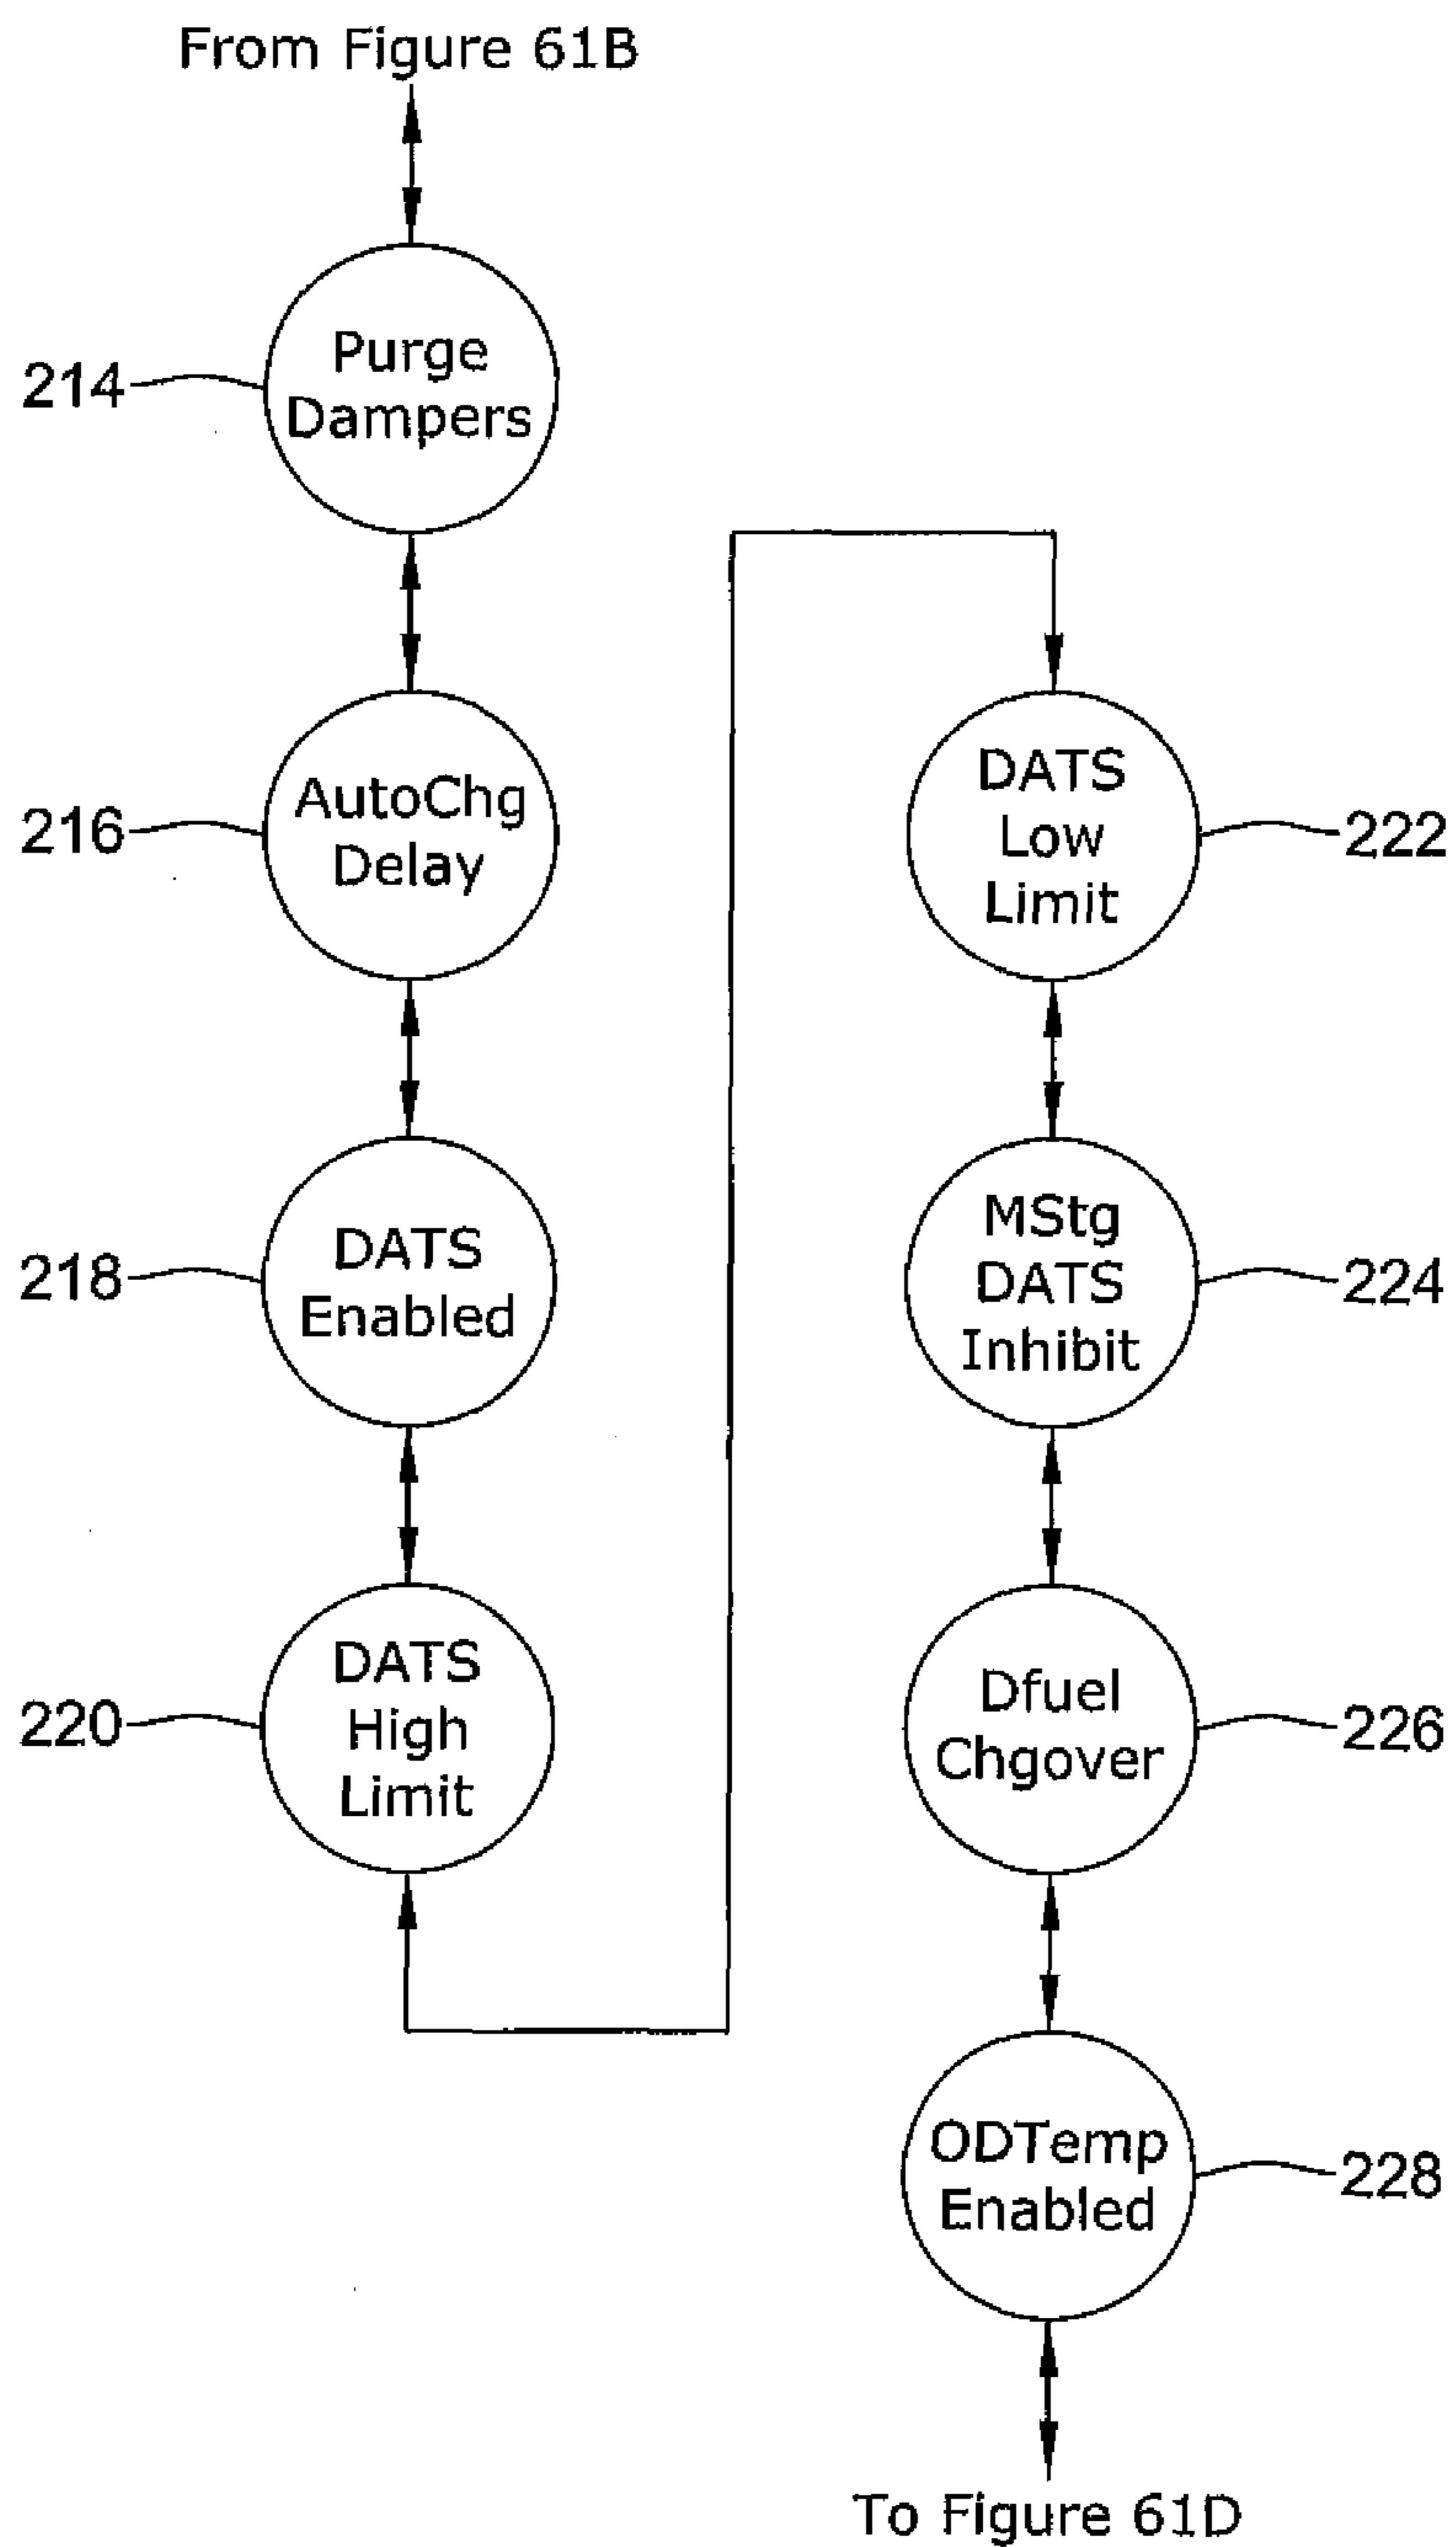 From Figure 61B
214
Purge
Dampers
216
AutoChg
Delay
218
DATS
Enabled
220
DATS
High
Limit
DATS
Low
Limit
222
MStg
DATS
Inhibit
224
Dfuel
Chgover
226
ODTemp
Enabled
228
To Figure 61D